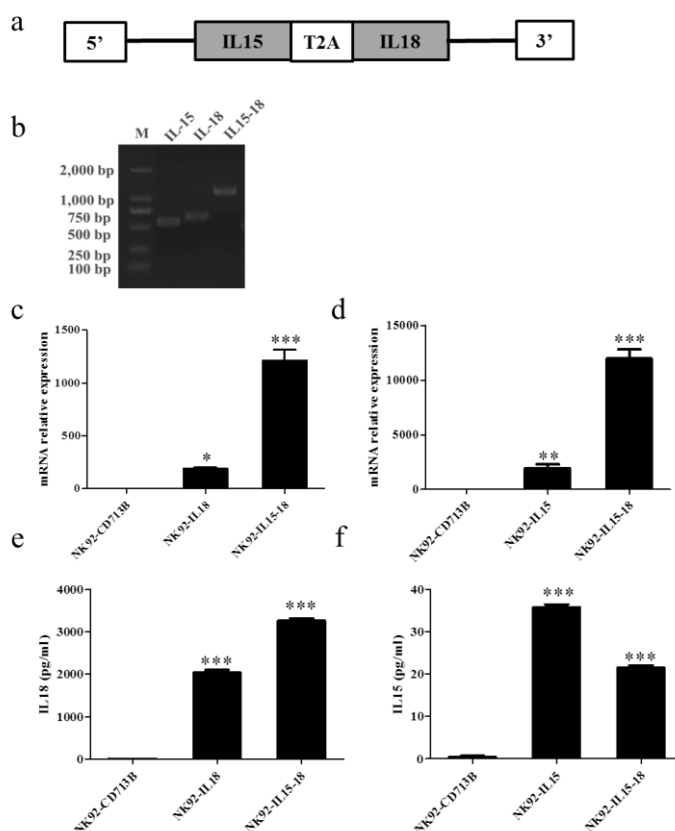 a
5’ IL15 T2A IL18 3’
b
M IL-15 IL-18 IL15-18
2,000 bp
1,000 bp
750 bp
500 bp
250 bp
100 bp
c
mRNA relative expression
1500
1000
500
0
*
***
NK92-CD713B
NK92-IL18
NK92-IL15-18
d
mRNA relative expression
15000
10000
5000
0
**
***
NK92-CD713B
NK92-IL15
NK92-IL15-18
e
IL18 (pg/ml)
4000
3000
2000
1000
0
***
***
NK92-CD713B
NK92-IL18
NK92-IL15-18
f
IL15 (pg/ml)
40
30
20
10
0
***
***
NK92-CD713B
NK92-IL15
NK92-IL15-18